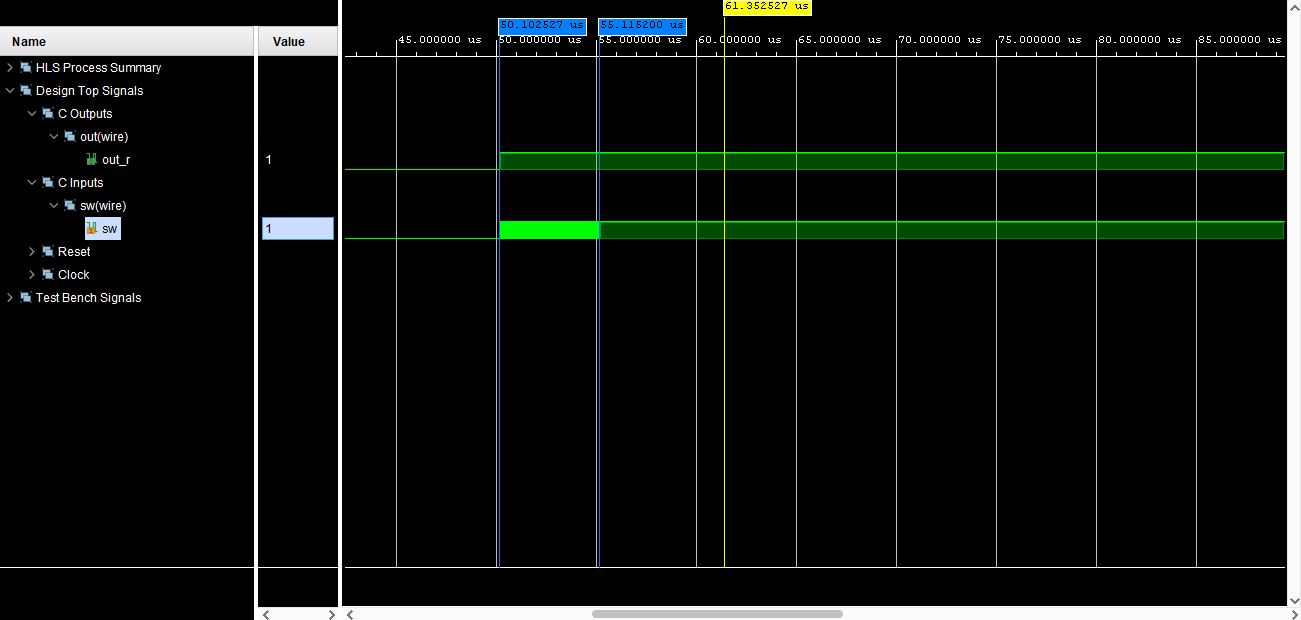 61.352527 us
50.102527 us 55.115200 us
Name Value 45.000000 us 50.000000 us 55.000000 us 60.000000 us 65.000000 us 70.000000 us 75.000000 us 80.000000 us 85.000000 us
HLS Process Summary
Design Top Signals
C Outputs
out(wire)
out_r 1
C Inputs
sw(wire)
sw 1
Reset
Clock
Test Bench Signals